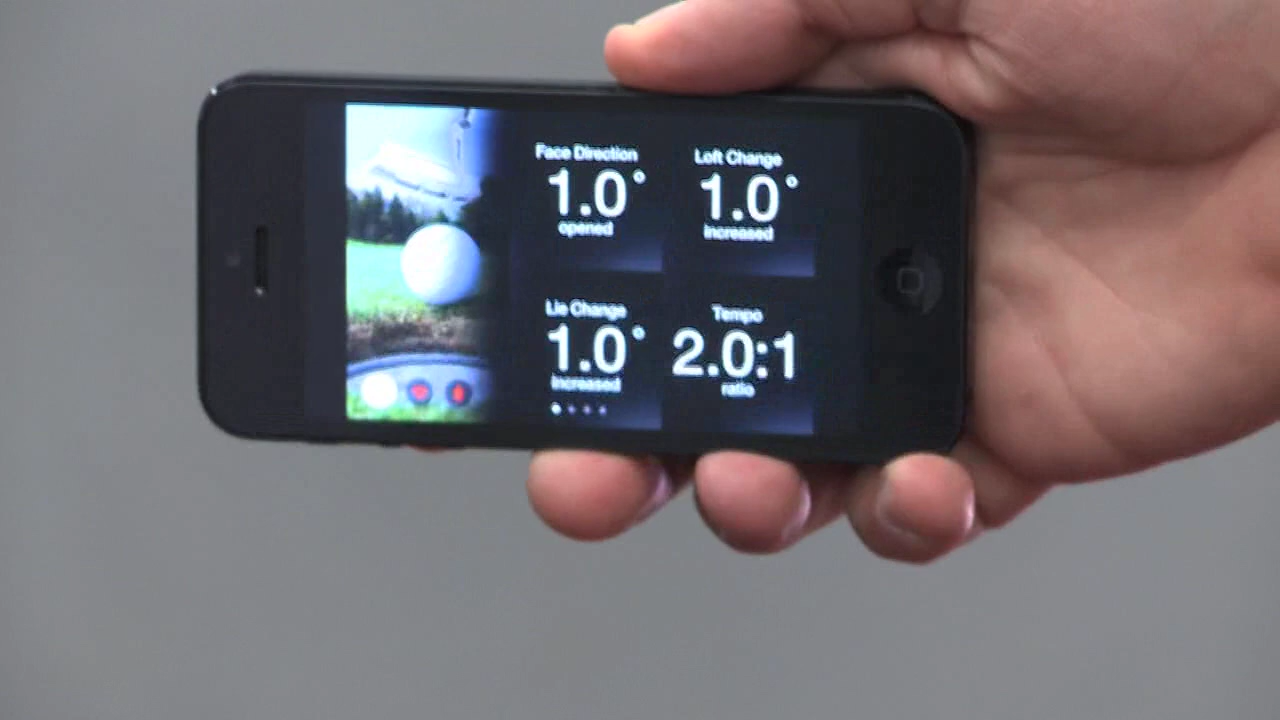 Face Direction
1.0°
opened
Loft Change
1.0°
increased
Lie Change
1.0°
increased
Tempo
2.0:1
ratio